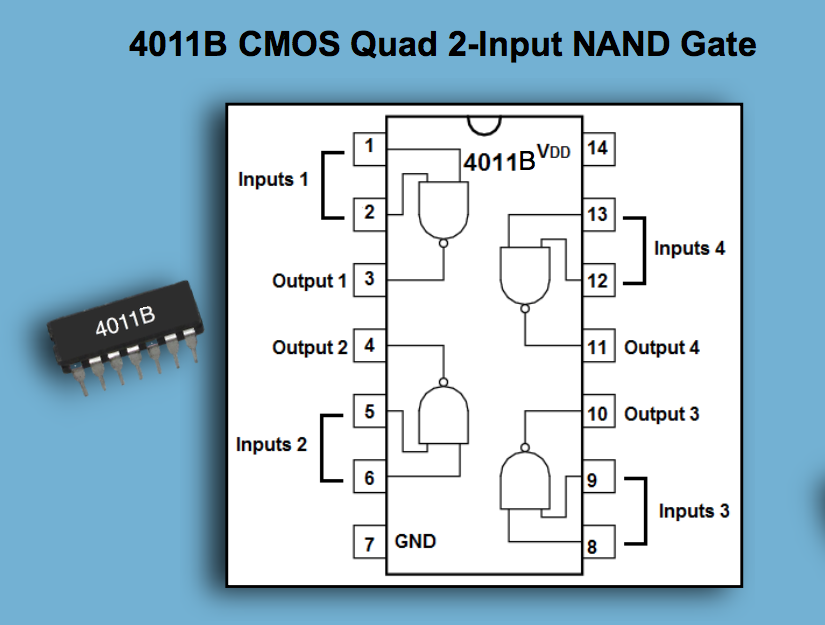 4011B CMOS Quad 2-Input NAND Gate
1
4011B
VDD
14
Inputs 1
2
13
Inputs 4
Output 1
3
12
4011B
Output 2
4
11
Output 4
5
10
Output 3
Inputs 2
6
9
Inputs 3
7
GND
8